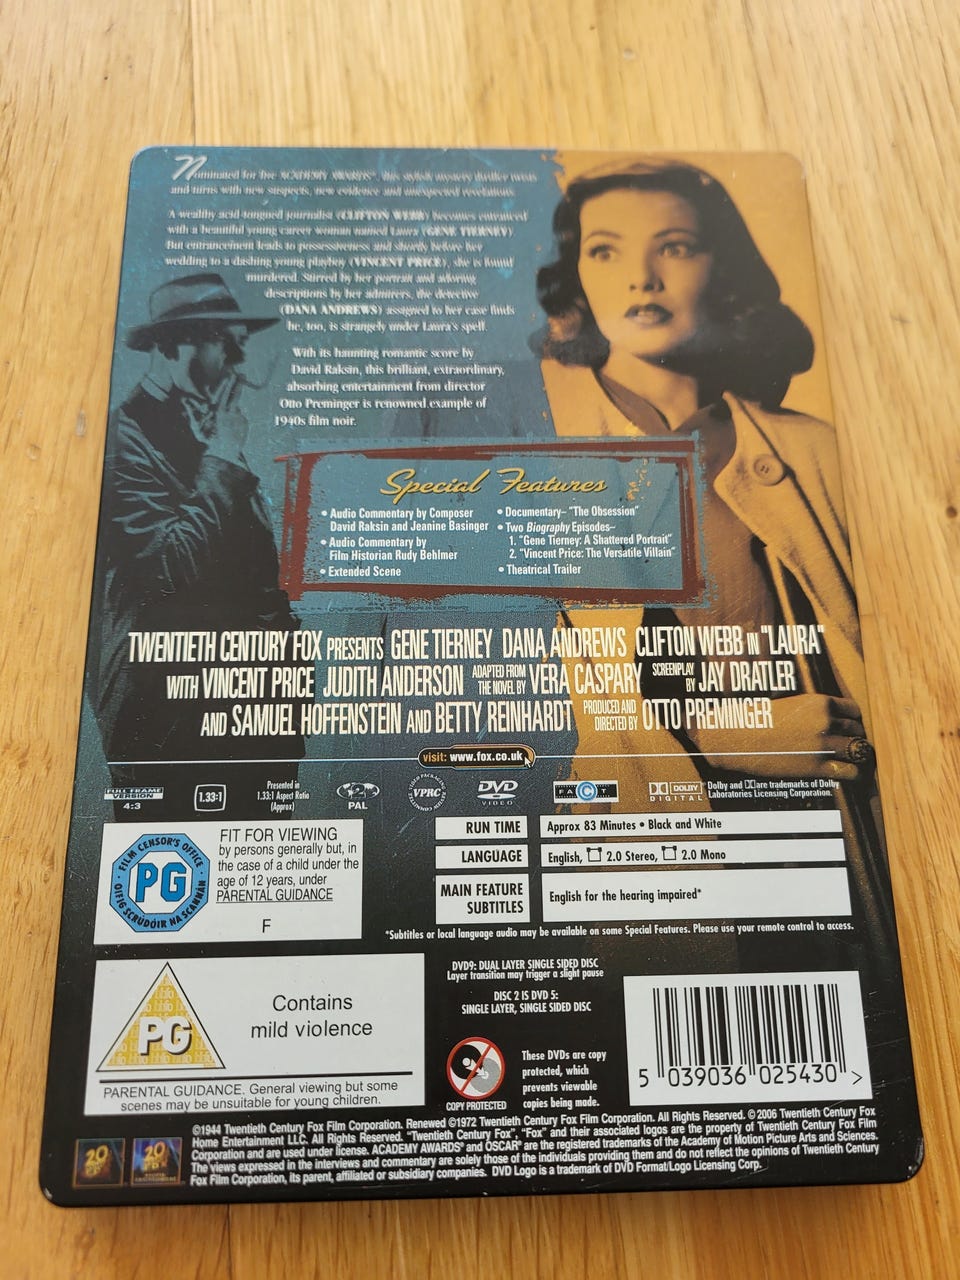 Nominated for five ACADEMY AWARDS®, this stylish mystery thriller twists
and turns with new suspects, new evidence and unexpected revelations.
A wealthy acid-tongued journalist (CLIFTON WEBB) becomes entranced
with a beautiful young career woman named Laura (GENE TIERNEY)
But entrancement leads to possessiveness and shortly before her
wedding to a dashing young playboy (VINCENT PRICE), she is found
murdered. Stirred by her portrait and adoring
descriptions by her admirers, the detective
(DANA ANDREWS) assigned to her case finds
he, too, is strangely under Laura's spell.
With its haunting romantic score by
David Raksin, this brilliant, extraordinary,
absorbing entertainment from director
Otto Preminger is renowned example of
1940s film noir.
Special Features
• Audio Commentary by Composer
David Raksin and Jeanine Basinger
• Audio Commentary by
Film Historian Rudy Behlmer
• Extended Scene
• Documentary– "The Obsession"
• Two Biography Episodes–
1. "Gene Tierney: A Shattered Portrait"
2. "Vincent Price: The Versatile Villain"
• Theatrical Trailer
TWENTIETH CENTURY FOX PRESENTS GENE TIERNEY DANA ANDREWS CLIFTON WEBB IN "LAURA"
WITH VINCENT PRICE JUDITH ANDERSON ADAPTED FROM THE NOVEL BY VERA CASPARY SCREENPLAY BY JAY DRATLER
AND SAMUEL HOFFENSTEIN AND BETTY REINHARDT PRODUCED AND DIRECTED BY OTTO PREMINGER
visit: www.fox.co.uk
FULL FRAME
VERSION
4:3
1.33:1
Presented in
1.33:1 Aspect Ratio
(Approx)
2
PAL
VPRC
DVD
VIDEO
FACT
DOLBY
DIGITAL
Dolby and are trademarks of Dolby
Laboratories Licensing Corporation.
FILM CENSOR'S OFFICE
PG
OIFIG SCRÚDÓIR NA SCANNÁN
FIT FOR VIEWING
by persons generally but, in
the case of a child under the
age of 12 years, under
PARENTAL GUIDANCE
F
RUN TIME
Approx 83 Minutes • Black and White
LANGUAGE
English, 2.0 Stereo, 2.0 Mono
MAIN FEATURE
SUBTITLES
English for the hearing impaired*
*Subtitles or local language audio may be available on some Special Features. Please use your remote control to access.
PG
Contains
mild violence
PARENTAL GUIDANCE. General viewing but some
scenes may be unsuitable for young children.
DVD9: DUAL LAYER SINGLE SIDED DISC
Layer transition may trigger a slight pause
DISC 2 IS DVD 5:
SINGLE LAYER, SINGLE SIDED DISC
COPY PROTECTED
These DVDs are copy
protected, which
prevents viewable
copies being made.
5 039036 025430 >
©1944 Twentieth Century Fox Film Corporation. Renewed ©1972 Twentieth Century Fox Film Corporation. All Rights Reserved. ©2006 Twentieth Century Fox
Home Entertainment LLC. All Rights Reserved. "Twentieth Century Fox", "Fox" and their associated logos are the property of Twentieth Century Fox Film
Corporation and are used under license. ACADEMY AWARDS® and OSCAR® are the registered trademarks of the Academy of Motion Picture Arts and Sciences.
The views expressed in the interviews and commentary are solely those of the individuals providing them and do not reflect the opinions of Twentieth Century
Fox Film Corporation, its parent, affiliated or subsidiary companies. DVD Logo is a trademark of DVD Format/Logo Licensing Corp.
20
20